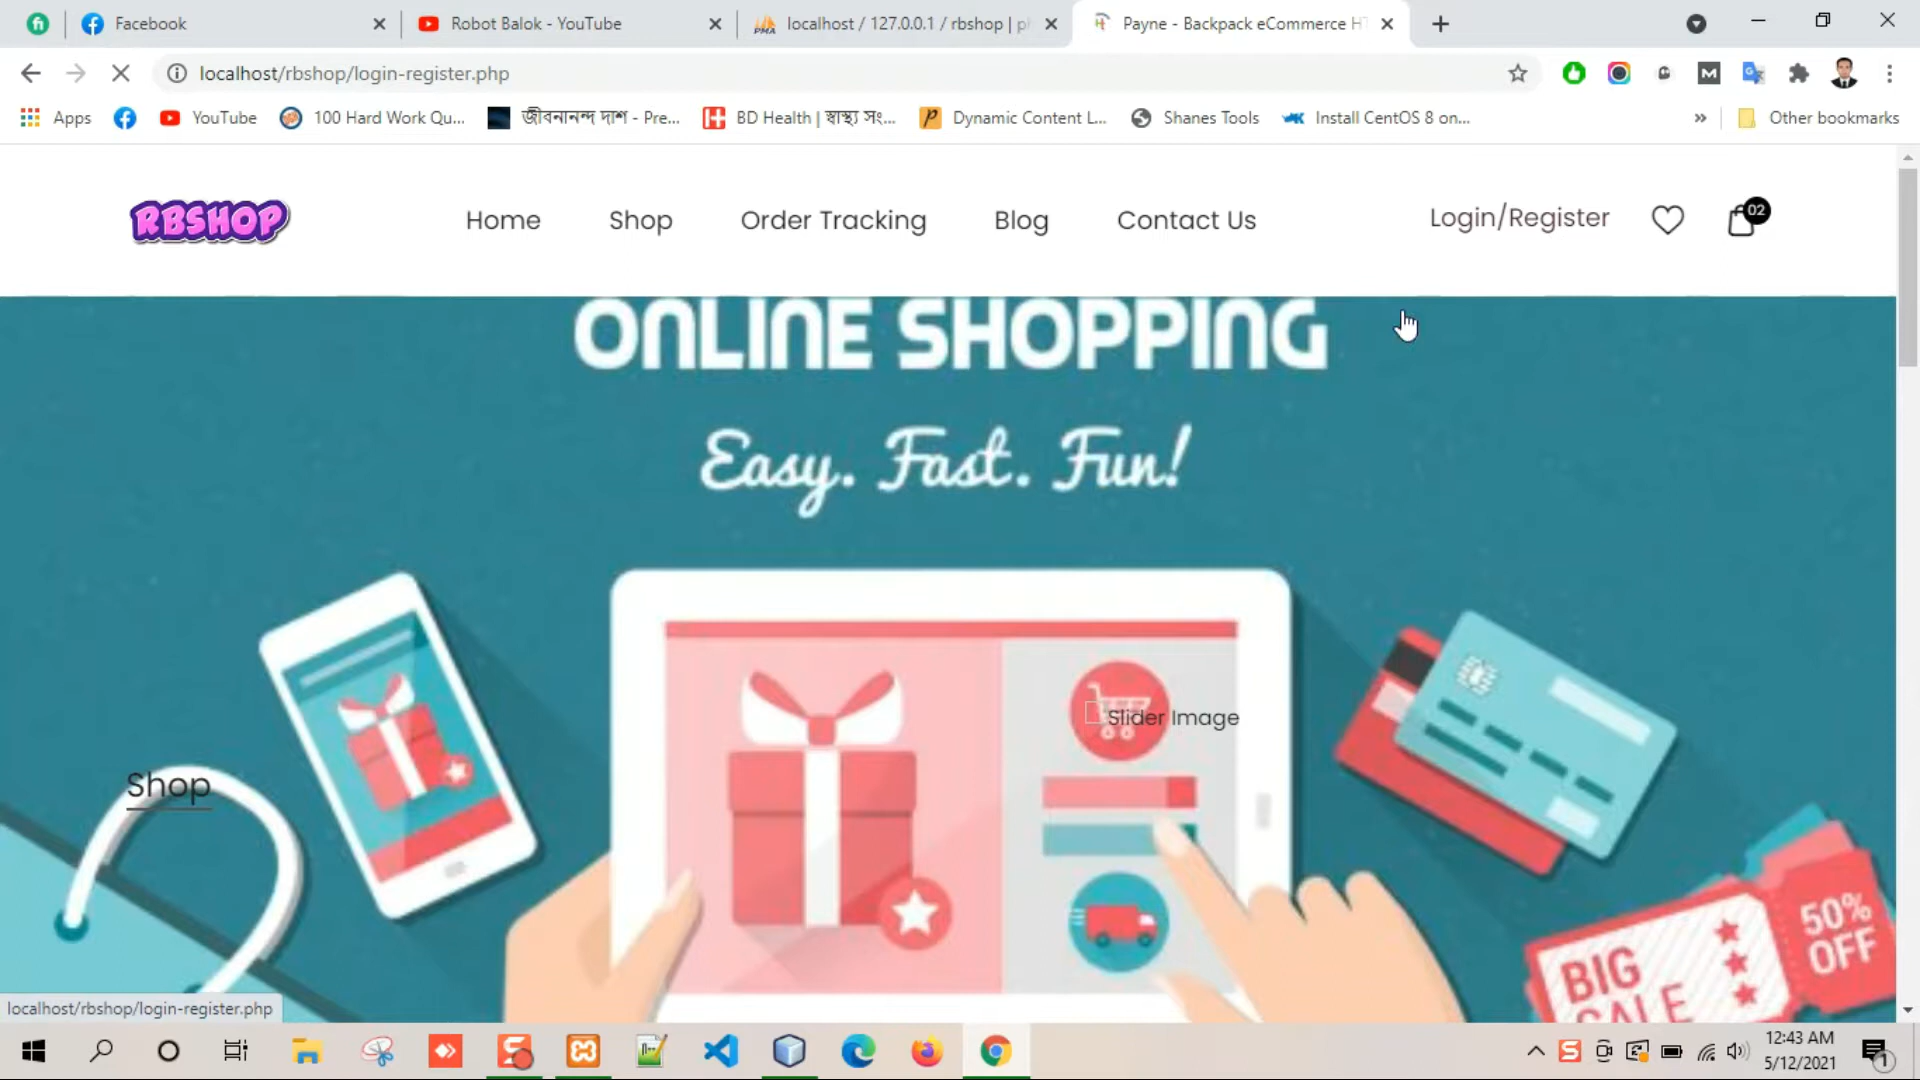 Facebook
Robot Balok - YouTube
localhost / 127.0.0.1 / rbshop | p
Payne - Backpack eCommerce HT
localhost/rbshop/login-register.php
Apps
YouTube
100 Hard Work Qu...
জীবনানন্দ দাশ - Pre...
BD Health | স্বাস্থ্য সং...
Dynamic Content L...
Shanes Tools
Install CentOS 8 on...
Other bookmarks
RBSHOP
Home
Shop
Order Tracking
Blog
Contact Us
Login/Register
02
ONLINE SHOPPING
Easy. Fast. Fun!
Slider Image
Shop
50%
OFF
BIG
SALE
localhost/rbshop/login-register.php
12:43 AM
5/12/2021
1